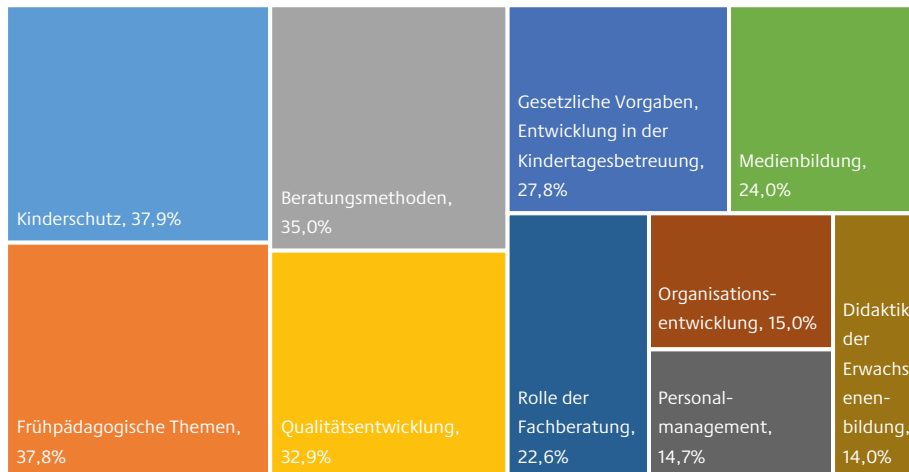 Kinderschutz, 37,9%
Frühpädagogische Themen,
37,8%
Beratungsmethoden,
35,0%
Qualitätsentwicklung,
32,9%
Gesetzliche Vorgaben,
Entwicklung in der
Kindertagesbetreuung,
27,8%
Medienbildung,
24,0%
Rolle der
Fachberatung,
22,6%
Organisations-
entwicklung, 15,0%
Personal-
management,
14,7%
Didaktik
der
Erwachs
enen-
bildung,
14,0%